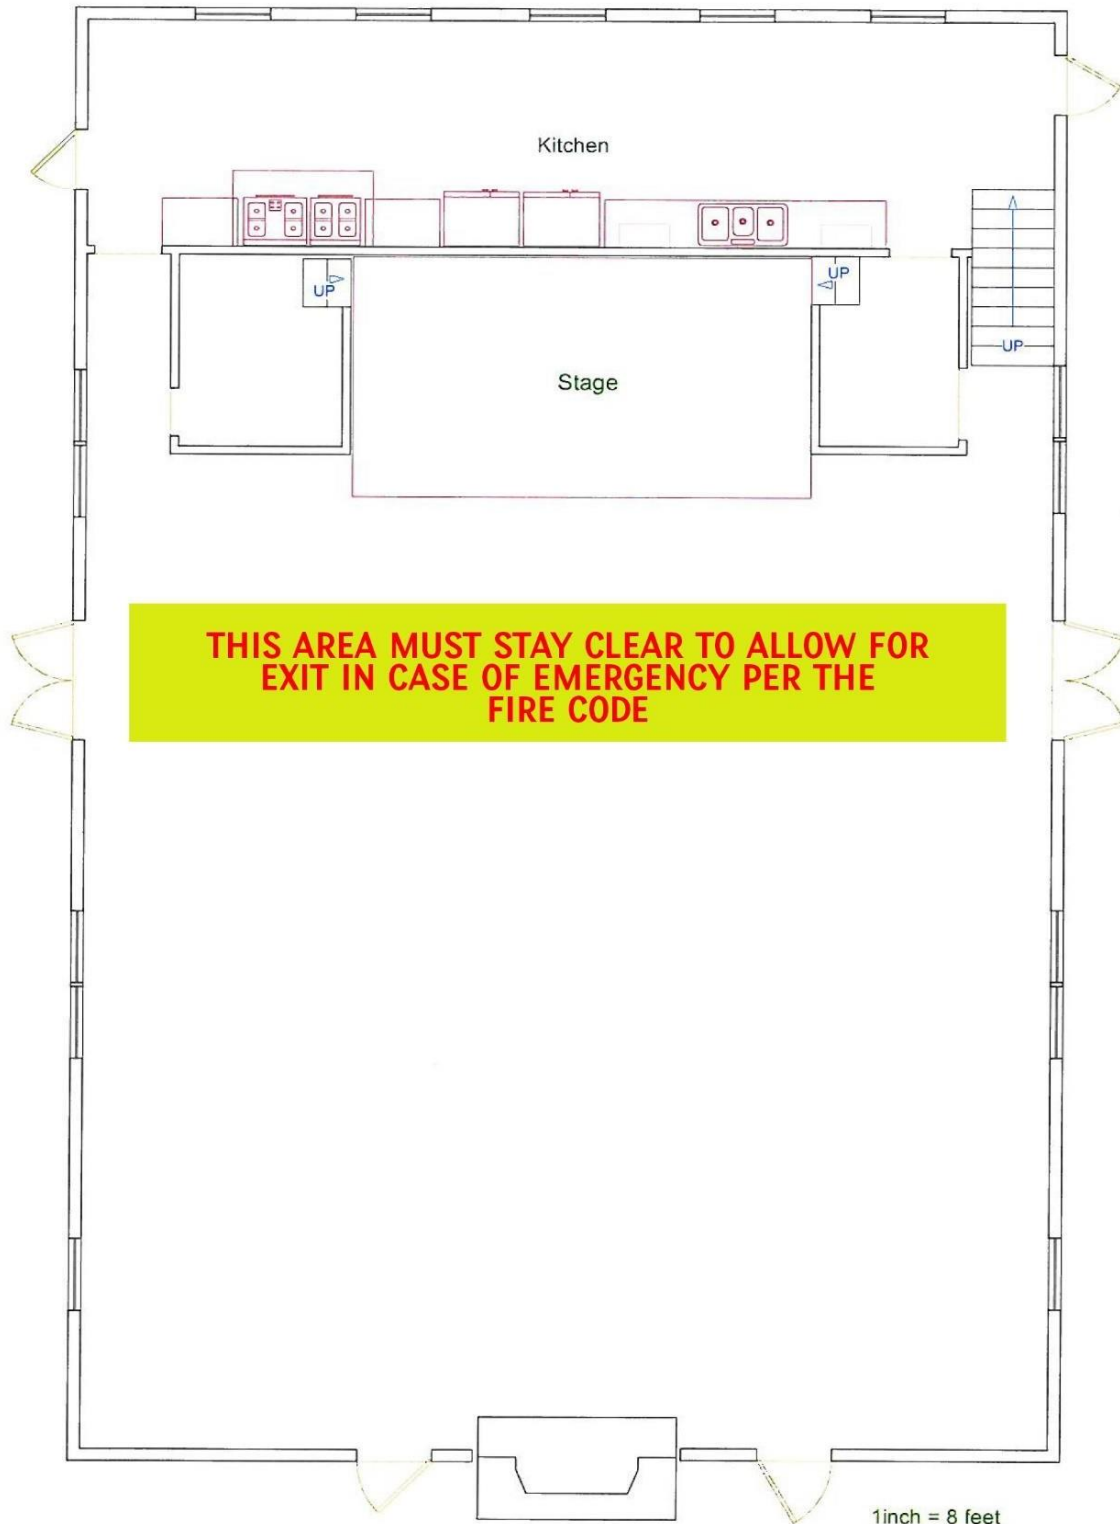 Kitchen
UP
UP
UP
Stage
THIS AREA MUST STAY CLEAR TO ALLOW FOR
EXIT IN CASE OF EMERGENCY PER THE
FIRE CODE
1inch = 8 feet